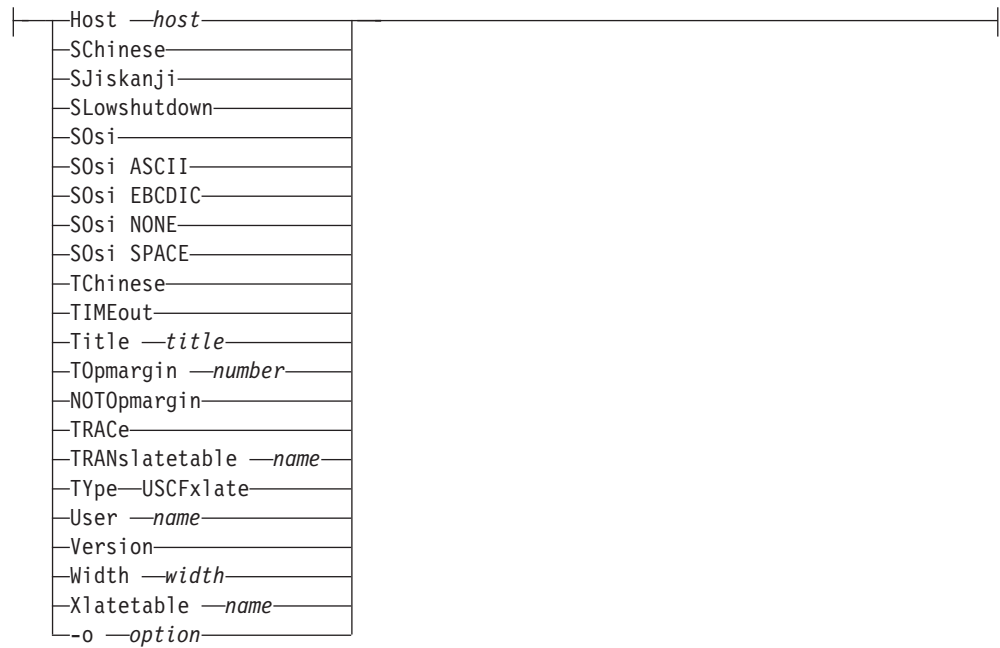 Host host
SChinese
SJiskanji
SLowshutdown
SOsi
SOsi ASCII
SOsi EBCDIC
SOsi NONE
SOsi SPACE
TChinese
TIMEout
Title title
TOpmargin number
NOTOpmargin
TRACe
TRANslatetable name
TYpe USCFxlate
User name
Version
Width width
Xlatetable name
-o option